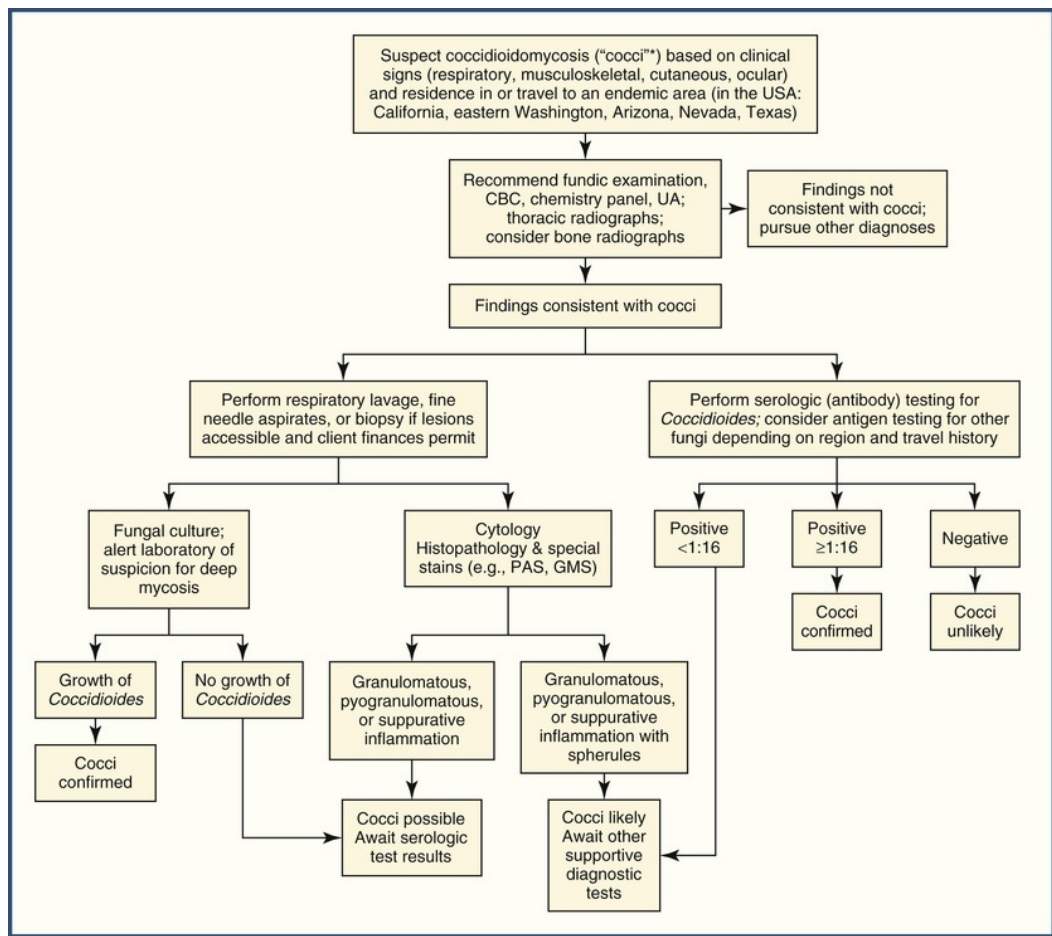 Suspect coccidioidomycosis (“cocci”*) based on clinical
signs (respiratory, musculoskeletal, cutaneous, ocular)
and residence in or travel to an endemic area (in the USA:
California, eastern Washington, Arizona, Nevada, Texas)
Recommend fundic examination,
CBC, chemistry panel, UA;
thoracic radiographs;
consider bone radiographs
Findings not
consistent with cocci;
pursue other diagnoses
Findings consistent with cocci
Perform respiratory lavage, fine
needle aspirates, or biopsy if lesions
accessible and client finances permit
Perform serologic (antibody) testing for
Coccidioides; consider antigen testing for other
fungi depending on region and travel history
Fungal culture;
alert laboratory of
suspicion for deep
mycosis
Cytology
Histopathology & special
stains (e.g., PAS, GMS)
Positive
<1:16
Positive
≥1:16
Negative
Cocci
confirmed
Cocci
unlikely
Growth of
Coccidioides
No growth of
Coccidioides
Granulomatous,
pyogranulomatous,
or suppurative
inflammation
Granulomatous,
pyogranulomatous,
or suppurative
inflammation with
spherules
Cocci
confirmed
Cocci possible
Await serologic
test results
Cocci likely
Await other
supportive
diagnostic
tests